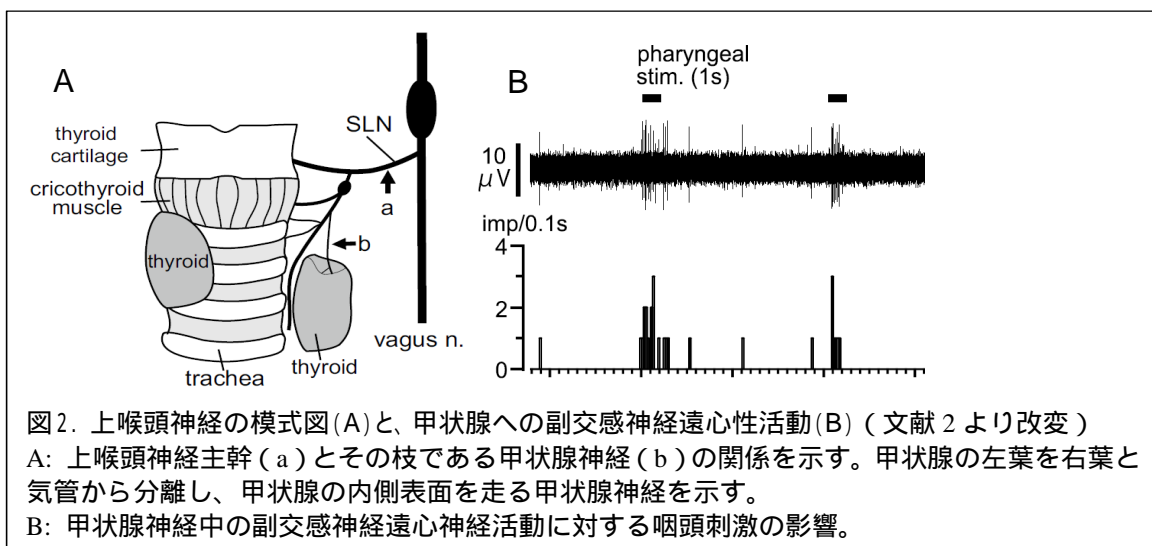 A
thyroid
cartilage
cricothyroid
muscle
thyroid
SLN
a
b
vagus n.
thyroid
trachea
B
pharyngeal
stim. (1s)
10
μV
imp/0.1s
4
2
0
図2. 上喉頭神経の模式図(A)と、甲状腺への副交感神経遠心性活動(B)(文献 2 より改変)
A: 上喉頭神経主幹(a)とその枝である甲状腺神経(b)の関係を示す。甲状腺の左葉を右葉と
気管から分離し、甲状腺の内側表面を走る甲状腺神経を示す。
B: 甲状腺神経中の副交感神経遠心神経活動に対する咽頭刺激の影響。